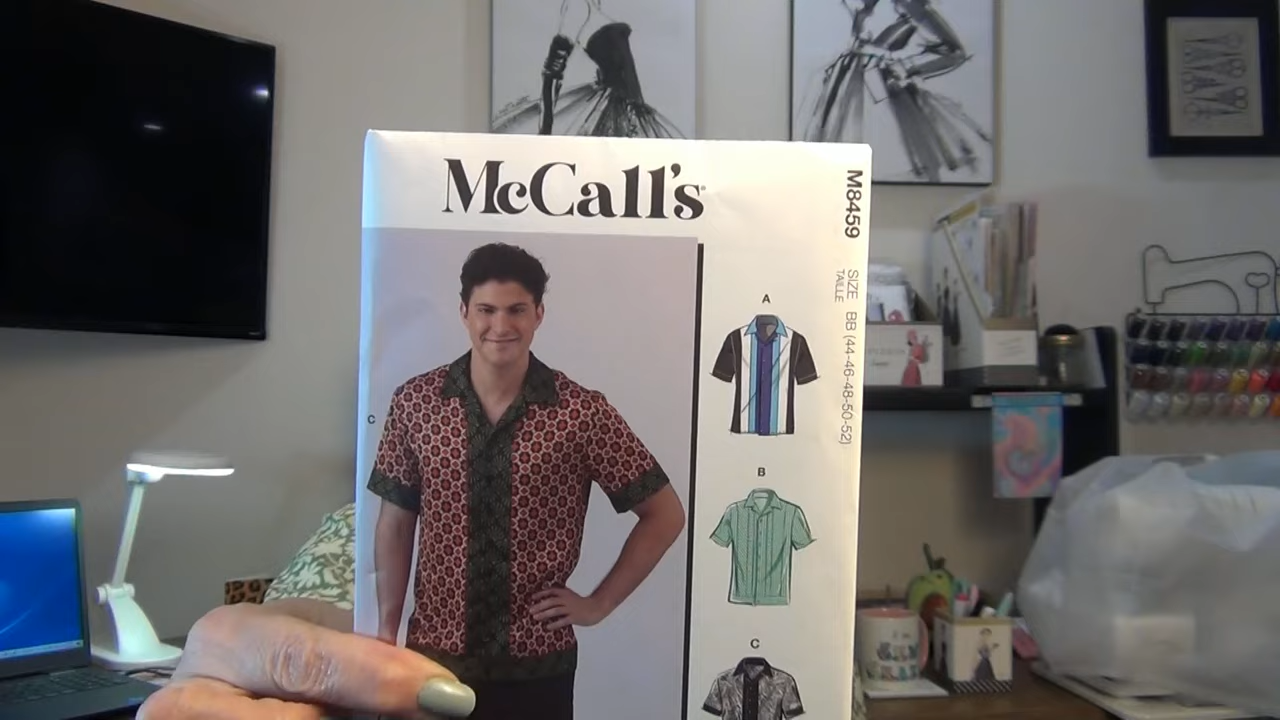 McCall's
M8459
SIZE BB (44-46-48-50-52)
TAILLE
A
B
C
C